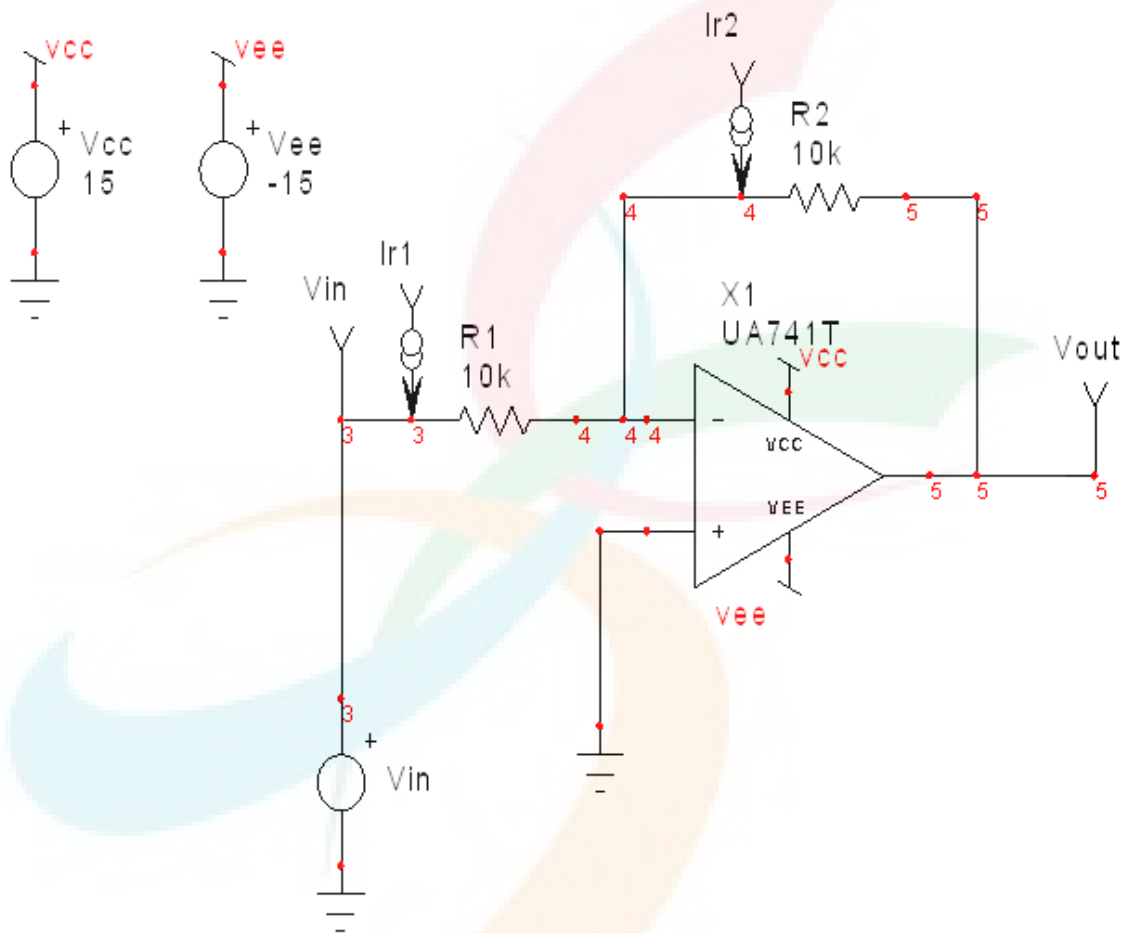 Ir2
vcc
vee
+
Vcc
15
+
Vee
-15
R2
10k
4
4
5
5
Ir1
Vin
R1
10k
X1
UA741T
vcc
Vout
3
3
4
4
4
-
VCC
VEE
5
5
5
+
vee
3
+
Vin